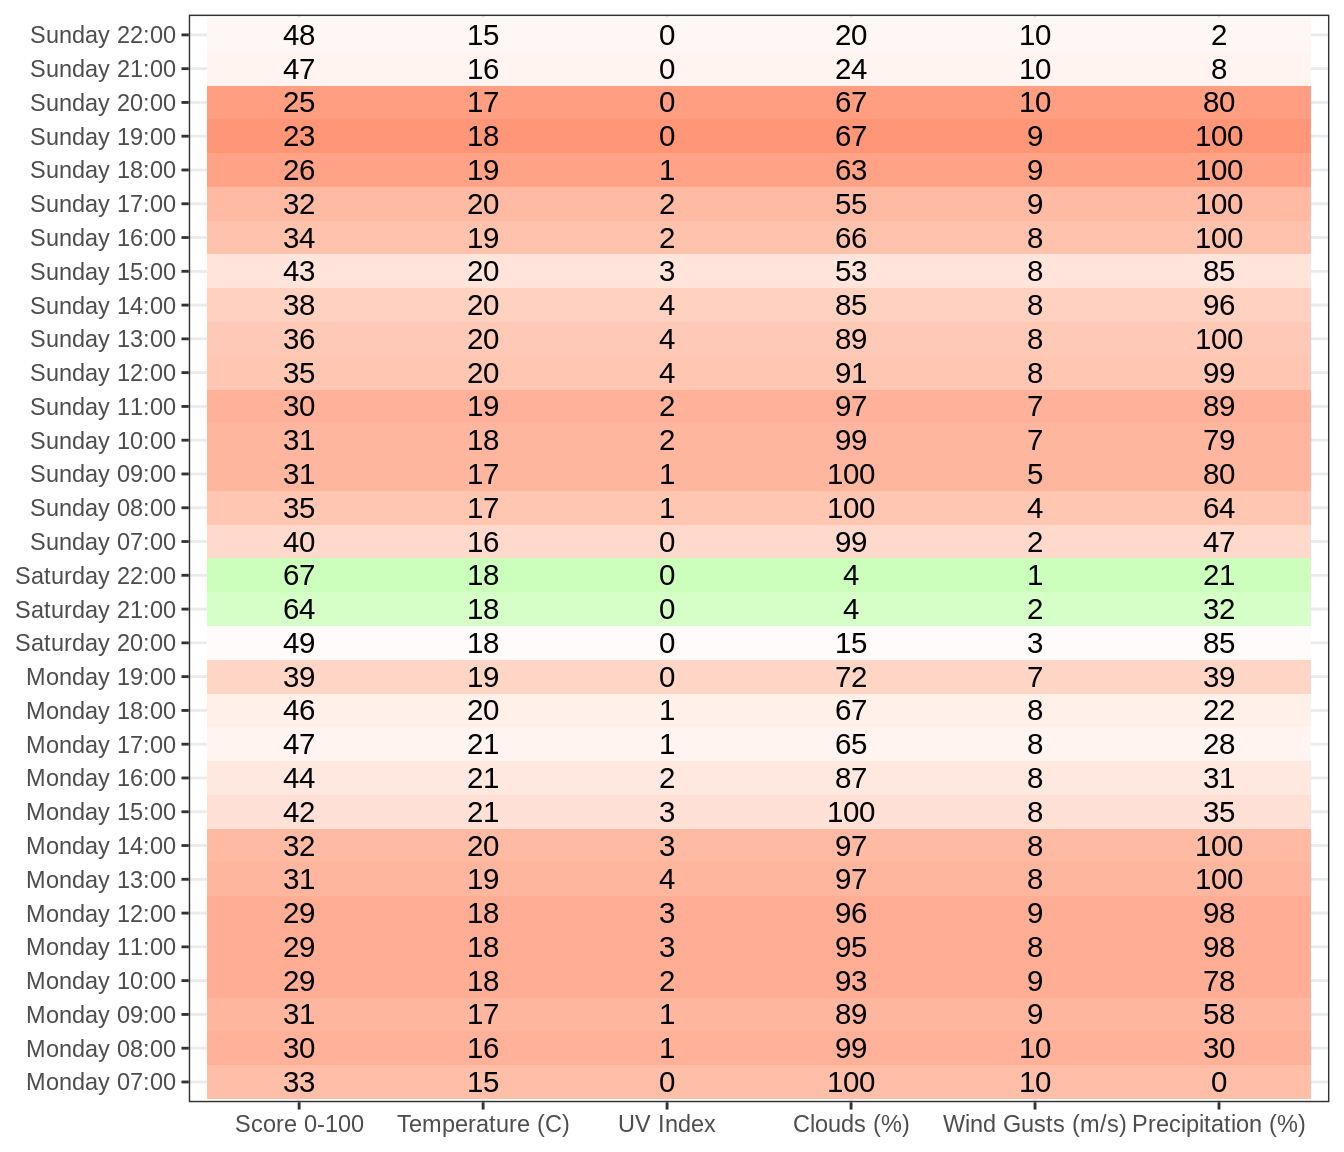 Sunday 22:00 48 15 0 20 10 2
Sunday 21:00 47 16 0 24 10 8
Sunday 20:00 25 17 0 67 10 80
Sunday 19:00 23 18 0 67 9 100
Sunday 18:00 26 19 1 63 9 100
Sunday 17:00 32 20 2 55 9 100
Sunday 16:00 34 19 2 66 8 100
Sunday 15:00 43 20 3 53 8 85
Sunday 14:00 38 20 4 85 8 96
Sunday 13:00 36 20 4 89 8 100
Sunday 12:00 35 20 4 91 8 99
Sunday 11:00 30 19 2 97 7 89
Sunday 10:00 31 18 2 99 7 79
Sunday 09:00 31 17 1 100 5 80
Sunday 08:00 35 17 1 100 4 64
Sunday 07:00 40 16 0 99 2 47
Saturday 22:00 67 18 0 4 1 21
Saturday 21:00 64 18 0 4 2 32
Saturday 20:00 49 18 0 15 3 85
Monday 19:00 39 19 0 72 7 39
Monday 18:00 46 20 1 67 8 22
Monday 17:00 47 21 1 65 8 28
Monday 16:00 44 21 2 87 8 31
Monday 15:00 42 21 3 100 8 35
Monday 14:00 32 20 3 97 8 100
Monday 13:00 31 19 4 97 8 100
Monday 12:00 29 18 3 96 9 98
Monday 11:00 29 18 3 95 8 98
Monday 10:00 29 18 2 93 9 78
Monday 09:00 31 17 1 89 9 58
Monday 08:00 30 16 1 99 10 30
Monday 07:00 33 15 0 100 10 0
Score 0-100 Temperature (C) UV Index Clouds (%) Wind Gusts (m/s) Precipitation (%)